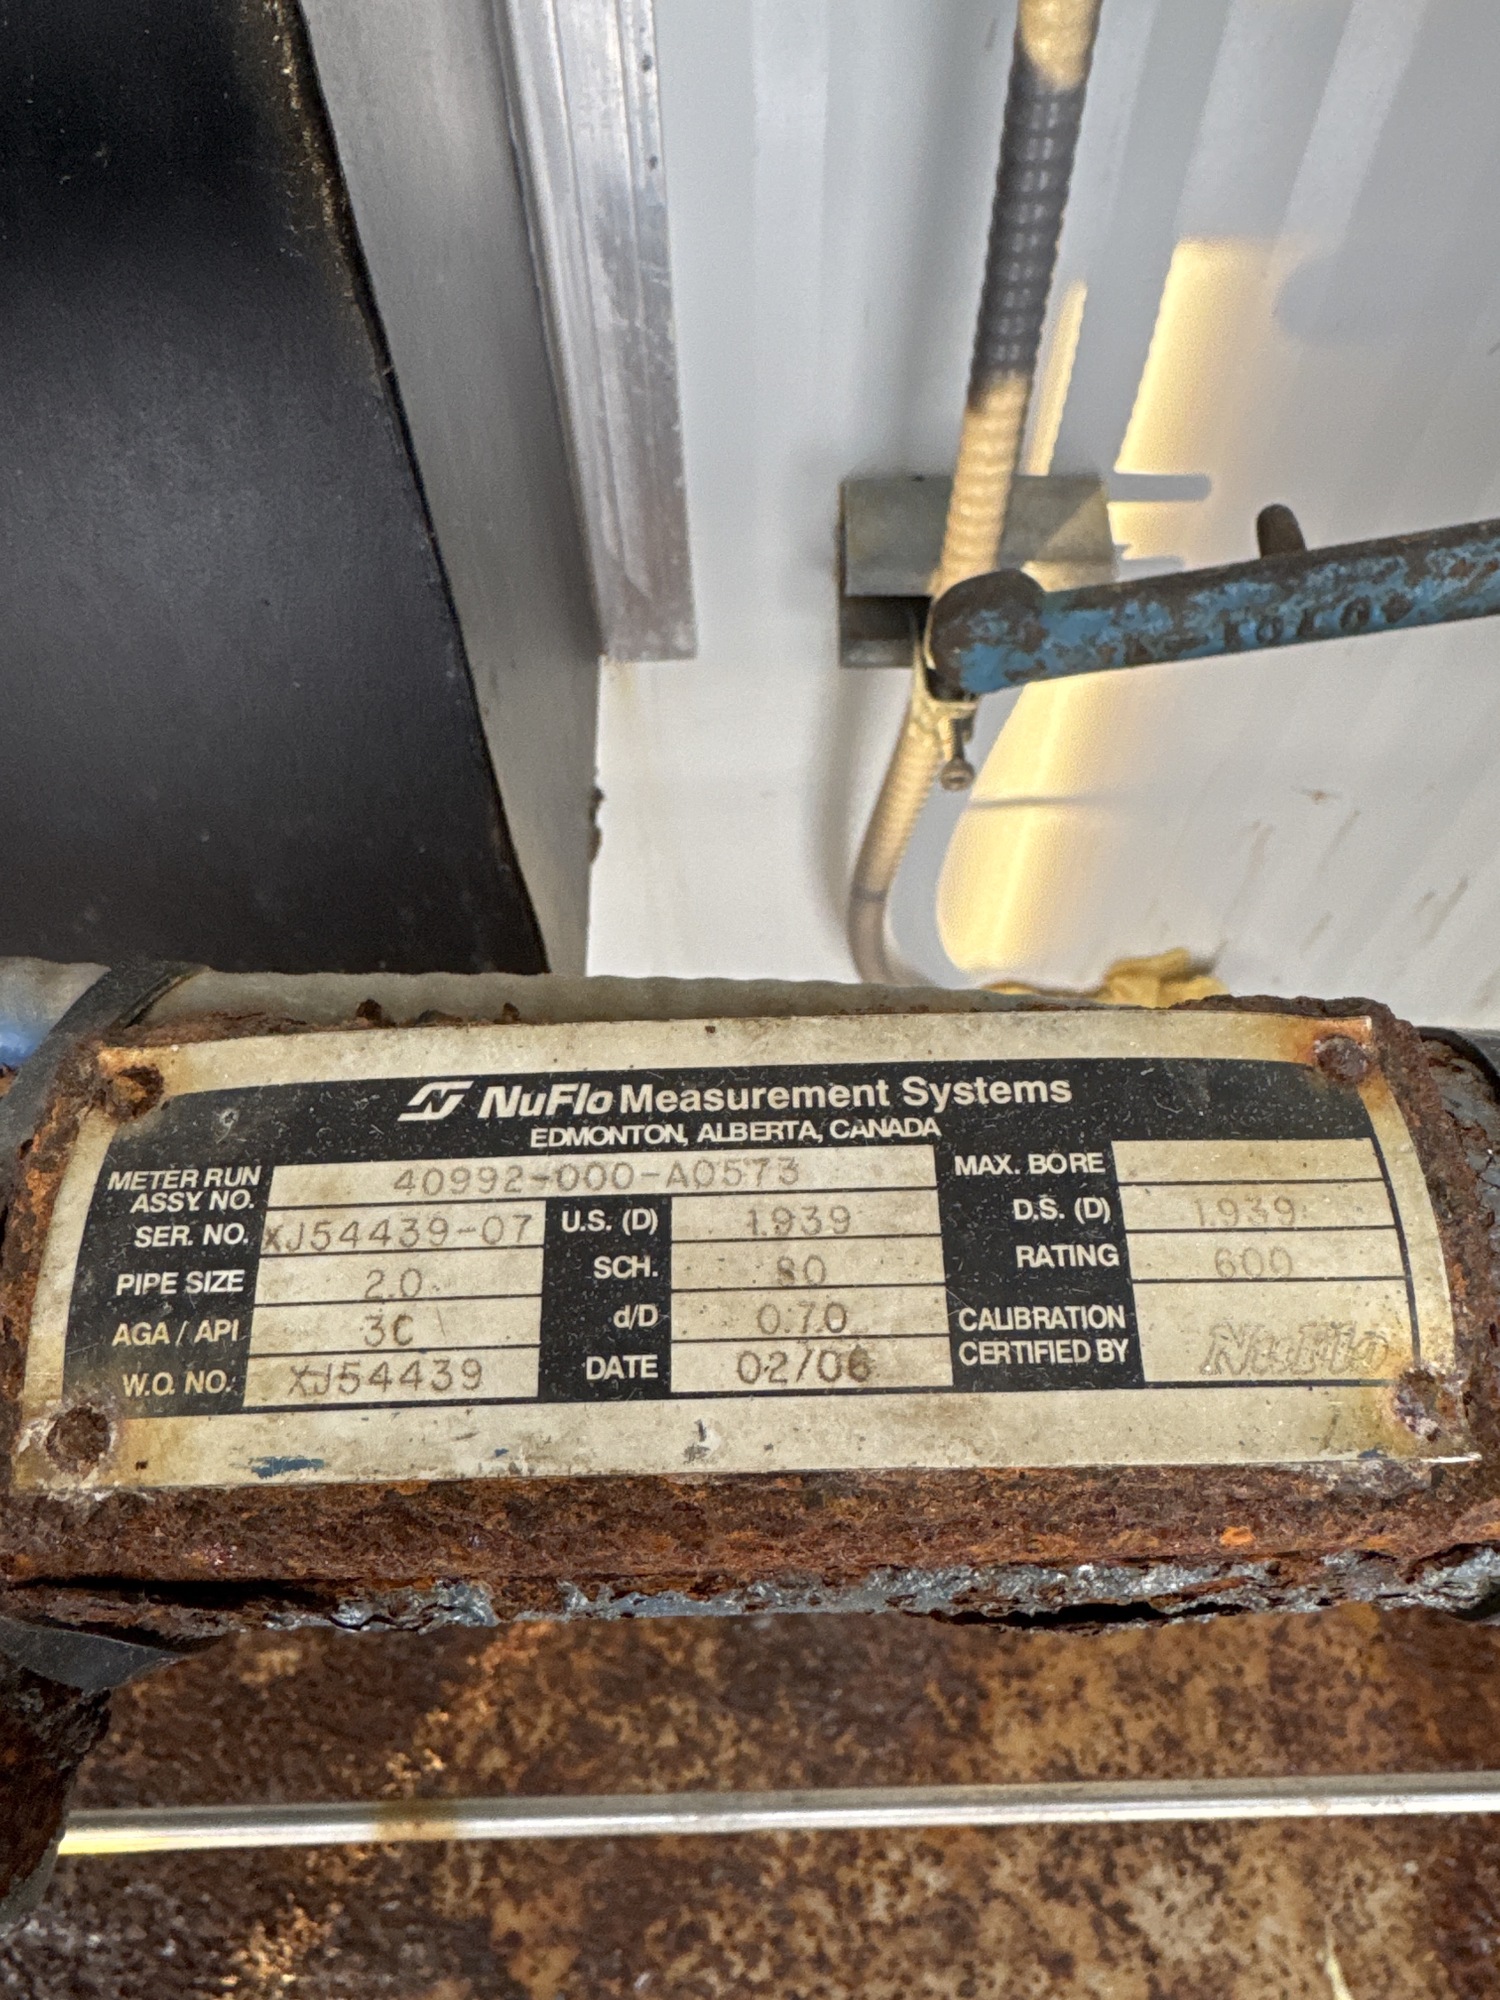 NuFlo Measurement Systems
EDMONTON, ALBERTA, CANADA
METER RUN ASSY. NO. 40992-000-A0573
SER. NO. XJ54439-07
PIPE SIZE 2.0
AGA / API 3C
W.O. NO. XJ54439
U.S. (D) 1.939
SCH. 80
d/D 0.70
DATE 02/06
MAX. BORE
D.S. (D) 1.939
RATING 600
CALIBRATION CERTIFIED BY NuFlo